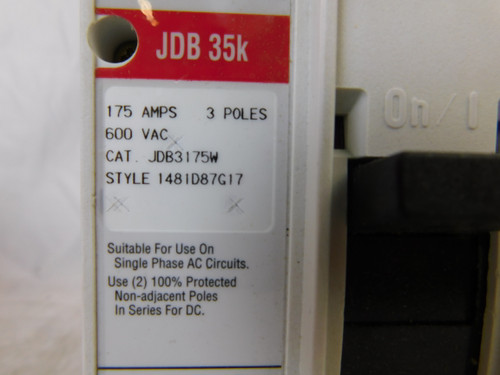 JDB 35k
175 AMPS 3 POLES
600 VAC
CAT. JDB3175W
STYLE 1481D87G17
Suitable For Use On
Single Phase AC Circuits.
Use (2) 100% Protected
Non-adjacent Poles
In Series For DC.
On/I